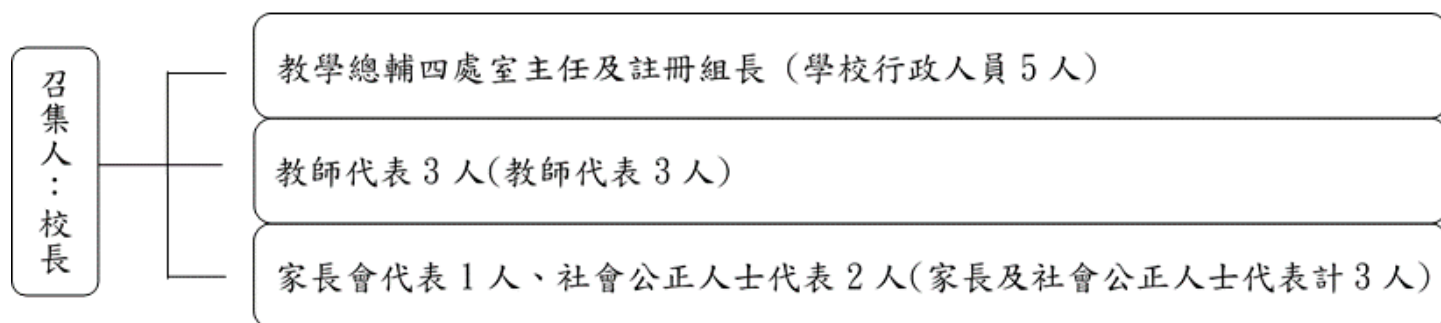 召集人：校長
教學總輔四處室主任及註冊組長（學校行政人員 5 人）
教師代表 3 人(教師代表 3 人)
家長會代表 1 人、社會公正人士代表 2 人(家長及社會公正人士代表計 3 人)